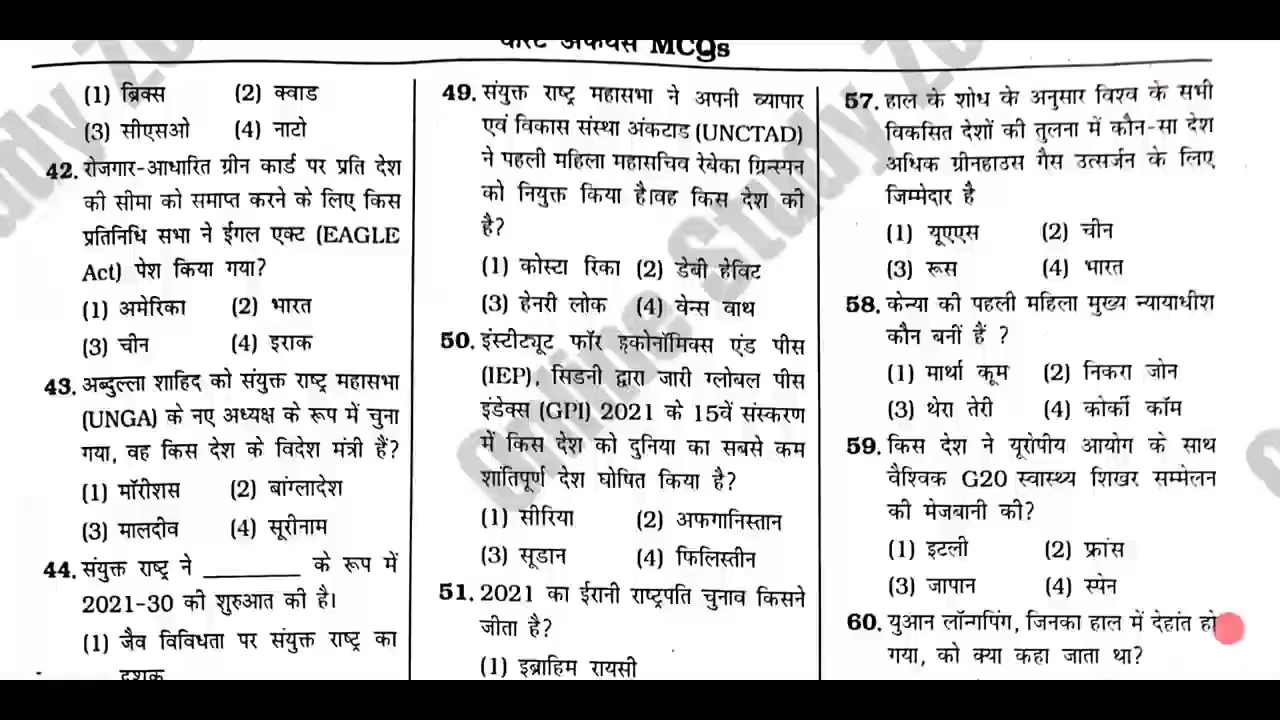 करेंट अफेयर्स MCQs
(1) ब्रिक्स (2) क्वाड
(3) सीएसओ (4) नाटो
42. रोजगार-आधारित ग्रीन कार्ड पर प्रति देश
की सीमा को समाप्त करने के लिए किस
प्रतिनिधि सभा ने ईगल एक्ट (EAGLE
Act) पेश किया गया?
(1) अमेरिका (2) भारत
(3) चीन (4) इराक
43. अब्दुल्ला शाहिद को संयुक्त राष्ट्र महासभा
(UNGA) के नए अध्यक्ष के रूप में चुना
गया, वह किस देश के विदेश मंत्री हैं?
(1) मॉरीशस (2) बांग्लादेश
(3) मालदीव (4) सूरीनाम
44. संयुक्त राष्ट्र ने ________ के रूप में
2021-30 की शुरुआत की है।
(1) जैव विविधता पर संयुक्त राष्ट्र का
दशक
49. संयुक्त राष्ट्र महासभा ने अपनी व्यापार
एवं विकास संस्था अंकटाड (UNCTAD)
ने पहली महिला महासचिव रेबेका ग्रिन्स्पन
को नियुक्त किया है।वह किस देश की
है?
(1) कोस्टा रिका (2) डेबी हेविट
(3) हेनरी लोक (4) वेन्स वाथ
50. इंस्टीट्यूट फॉर इकोनॉमिक्स एंड पीस
(IEP), सिडनी द्वारा जारी ग्लोबल पीस
इंडेक्स (GPI) 2021 के 15वें संस्करण
में किस देश को दुनिया का सबसे कम
शांतिपूर्ण देश घोषित किया है?
(1) सीरिया (2) अफगानिस्तान
(3) सूडान (4) फिलिस्तीन
51. 2021 का ईरानी राष्ट्रपति चुनाव किसने
जीता है?
(1) इब्राहिम रायसी
57. हाल के शोध के अनुसार विश्व के सभी
विकसित देशों की तुलना में कौन-सा देश
अधिक ग्रीनहाउस गैस उत्सर्जन के लिए
जिम्मेदार है
(1) यूएएस (2) चीन
(3) रूस (4) भारत
58. केन्या की पहली महिला मुख्य न्यायाधीश
कौन बनीं हैं ?
(1) मार्था कूम (2) निकरा जोन
(3) थेरा तेरी (4) कोर्की कॉम
59. किस देश ने यूरोपीय आयोग के साथ
वैश्विक G20 स्वास्थ्य शिखर सम्मेलन
की मेजबानी की?
(1) इटली (2) फ्रांस
(3) जापान (4) स्पेन
60. युआन लॉन्गपिंग, जिनका हाल में देहांत हो
गया, को क्या कहा जाता था?
Online Study Zo